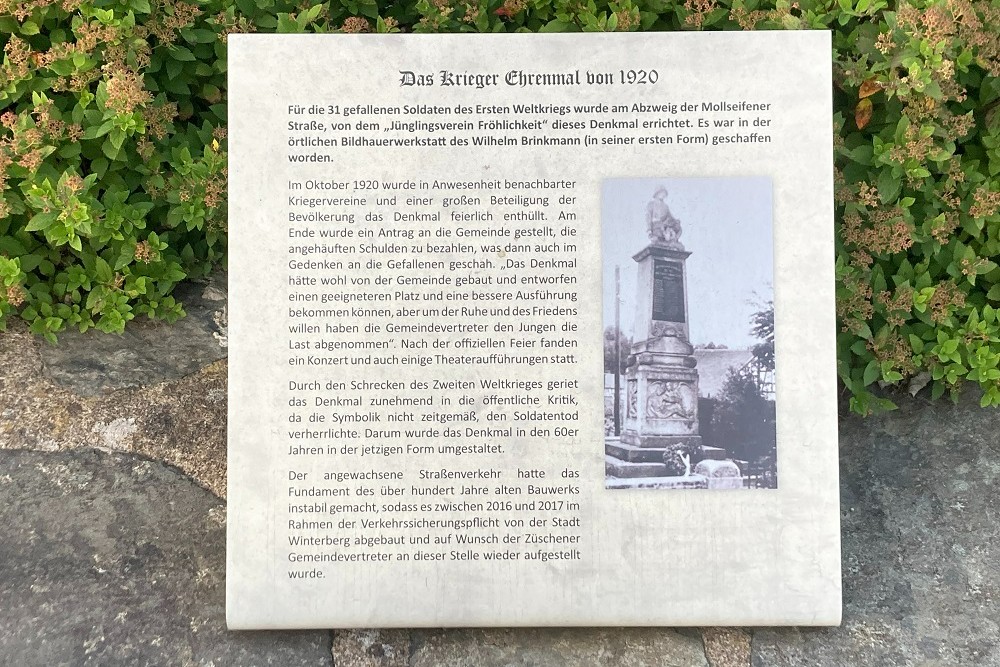 Das Krieger Ehrenmal von 1920
Für die 31 gefallenen Soldaten des Ersten Weltkriegs wurde am Abzweig der Mollseifener
Straße, von dem „Jünglingsverein Fröhlichkeit“ dieses Denkmal errichtet. Es war in der
örtlichen Bildhauerwerkstatt des Wilhelm Brinkmann (in seiner ersten Form) geschaffen
worden.
Im Oktober 1920 wurde in Anwesenheit benachbarter
Kriegervereine und einer großen Beteiligung der
Bevölkerung das Denkmal feierlich enthüllt. Am
Ende wurde ein Antrag an die Gemeinde gestellt, die
angehäuften Schulden zu bezahlen, was dann auch im
Gedenken an die Gefallenen geschah. „Das Denkmal
hätte wohl von der Gemeinde gebaut und entworfen
einen geeigneteren Platz und eine bessere Ausführung
bekommen können, aber um der Ruhe und des Friedens
willen haben die Gemeindevertreter den Jungen die
Last abgenommen“. Nach der offiziellen Feier fanden
ein Konzert und auch einige Theateraufführungen statt.
Durch den Schrecken des Zweiten Weltkrieges geriet
das Denkmal zunehmend in die öffentliche Kritik,
da die Symbolik nicht zeitgemäß, den Soldatentod
verherrlichte. Darum wurde das Denkmal in den 60er
Jahren in der jetzigen Form umgestaltet.
Der angewachsene Straßenverkehr hatte das
Fundament des über hundert Jahre alten Bauwerks
instabil gemacht, sodass es zwischen 2016 und 2017 im
Rahmen der Verkehrssicherungspflicht von der Stadt
Winterberg abgebaut und auf Wunsch der Züschener
Gemeindevertreter an dieser Stelle wieder aufgestellt
wurde.